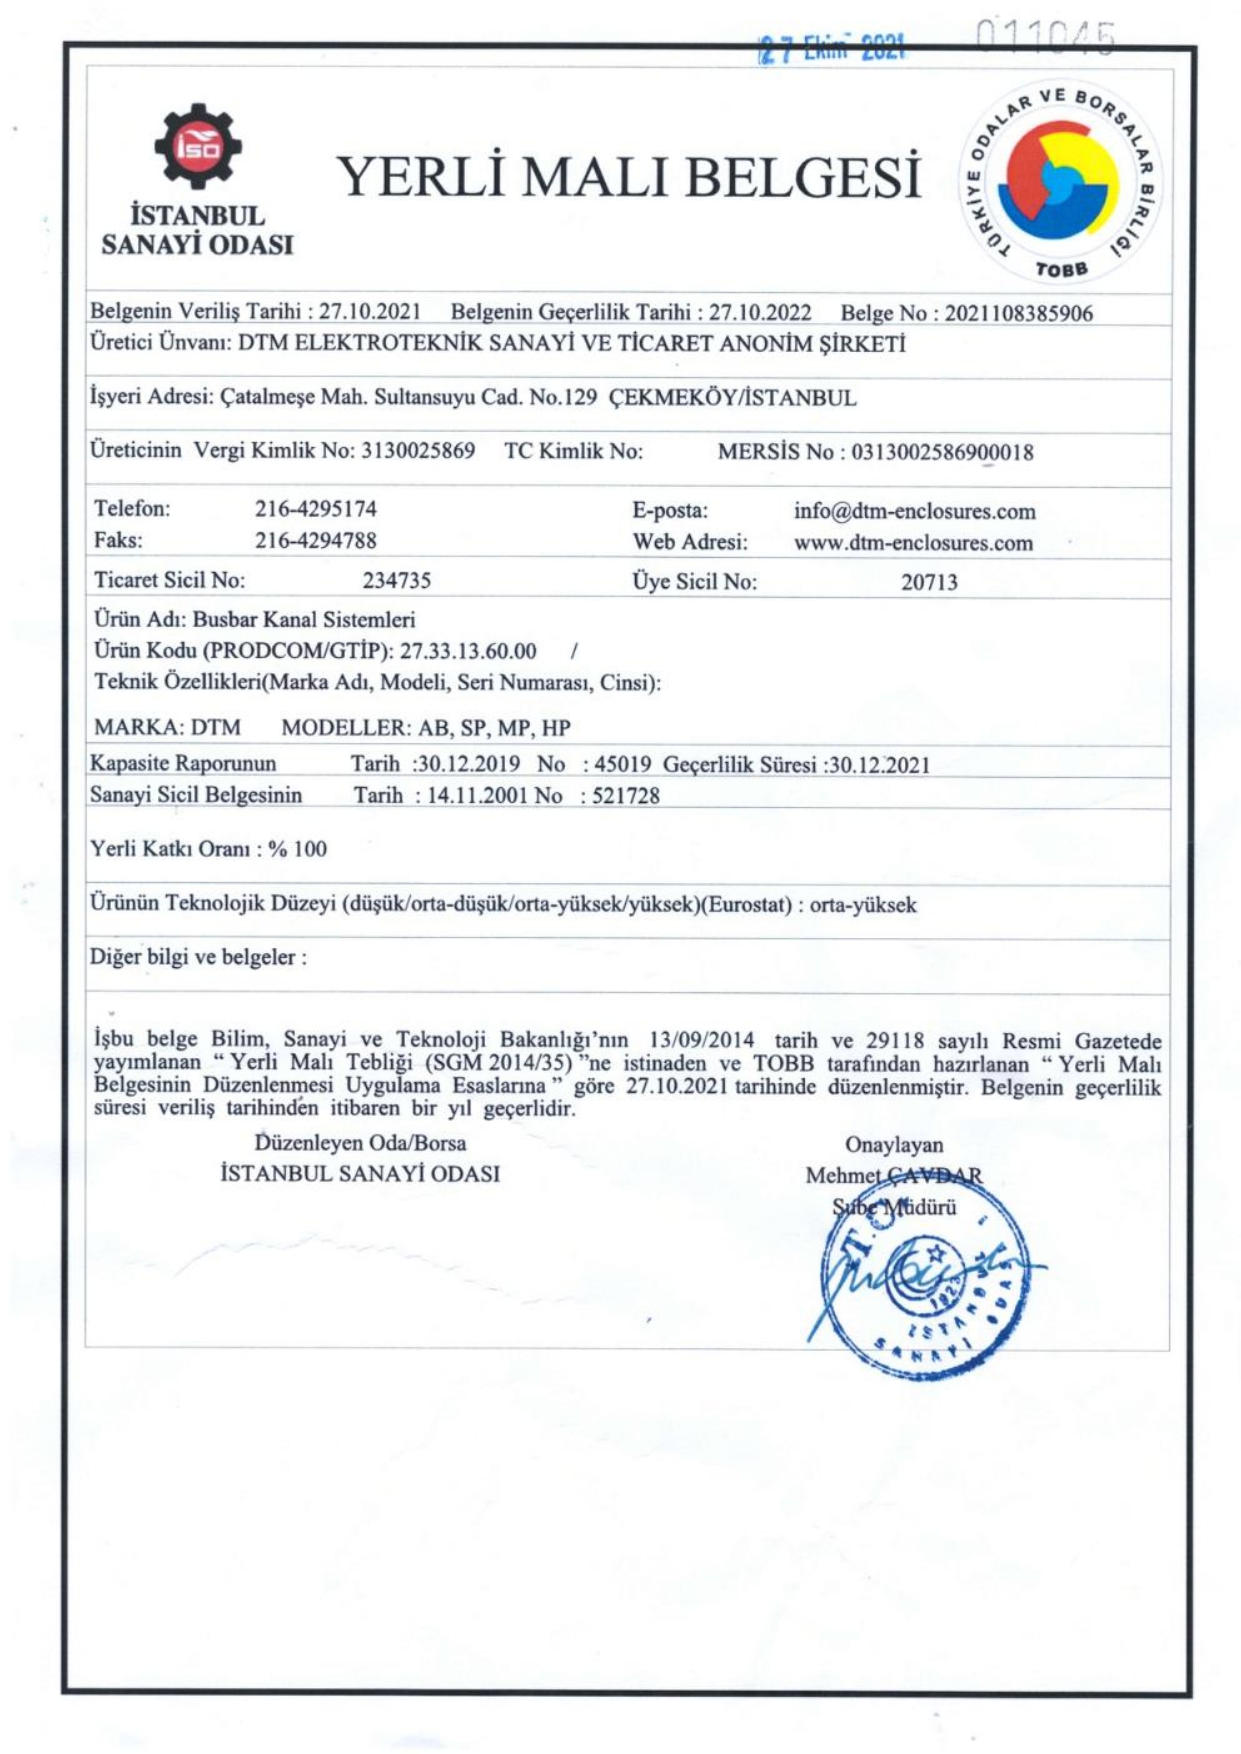 27 Ekim 2021 011045
İSO
İSTANBUL
SANAYİ ODASI
YERLİ MALI BELGESİ
TÜRKİYE ODALAR VE BORSALAR BİRLİĞİ
TOBB
Belgenin Veriliş Tarihi : 27.10.2021 Belgenin Geçerlilik Tarihi : 27.10.2022 Belge No : 2021108385906
Üretici Ünvanı: DTM ELEKTROTEKNİK SANAYİ VE TİCARET ANONİM ŞİRKETİ
İşyeri Adresi: Çatalmeşe Mah. Sultansuyu Cad. No.129 ÇEKMEKÖY/İSTANBUL
Üreticinin Vergi Kimlik No: 3130025869 TC Kimlik No: MERSİS No : 0313002586900018
Telefon: 216-4295174 E-posta: info@dtm-enclosures.com
Faks: 216-4294788 Web Adresi: www.dtm-enclosures.com
Ticaret Sicil No: 234735 Üye Sicil No: 20713
Ürün Adı: Busbar Kanal Sistemleri
Ürün Kodu (PRODCOM/GTİP): 27.33.13.60.00 /
Teknik Özellikleri(Marka Adı, Modeli, Seri Numarası, Cinsi):
MARKA: DTM MODELLER: AB, SP, MP, HP
Kapasite Raporunun Tarih :30.12.2019 No : 45019 Geçerlilik Süresi :30.12.2021
Sanayi Sicil Belgesinin Tarih : 14.11.2001 No : 521728
Yerli Katkı Oranı : % 100
Ürünün Teknolojik Düzeyi (düşük/orta-düşük/orta-yüksek/yüksek)(Eurostat) : orta-yüksek
Diğer bilgi ve belgeler :
İşbu belge Bilim, Sanayi ve Teknoloji Bakanlığı'nın 13/09/2014 tarih ve 29118 sayılı Resmi Gazetede
yayımlanan “ Yerli Malı Tebliği (SGM 2014/35) ”ne istinaden ve TOBB tarafından hazırlanan “ Yerli Malı
Belgesinin Düzenlenmesi Uygulama Esaslarına ” göre 27.10.2021 tarihinde düzenlenmiştir. Belgenin geçerlilik
süresi veriliş tarihinden itibaren bir yıl geçerlidir.
Düzenleyen Oda/Borsa Onaylayan
İSTANBUL SANAYİ ODASI Mehmet ÇAVDAR
Şube Müdürü
T.C.
1923
İSTANBUL
SANAYİ ODASI